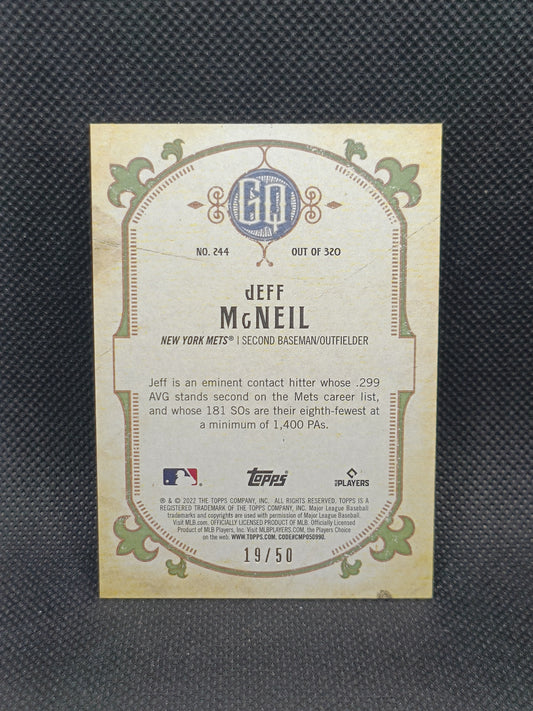 GQ
NO. 244 OUT OF 320
JEFF
McNEIL
NEW YORK METS® | SECOND BASEMAN/OUTFIELDER
Jeff is an eminent contact hitter whose .299
AVG stands second on the Mets career list,
and whose 181 SOs are their eighth-fewest at
a minimum of 1,400 PAs.
TOPPS
PLAYERS
® & © 2022 THE TOPPS COMPANY, INC. ALL RIGHTS RESERVED. TOPPS IS A
REGISTERED TRADEMARK OF THE TOPPS COMPANY, INC. Major League Baseball
trademarks and copyrights are used with permission of Major League Baseball.
Visit MLB.com. OFFICIALLY LICENSED PRODUCT OF MLB. Officially Licensed
Product of MLB Players, Inc. Visit MLBPLAYERS.COM, the Players Choice
on the web. WWW.TOPPS.COM. CODE#CMP050990.
19/50